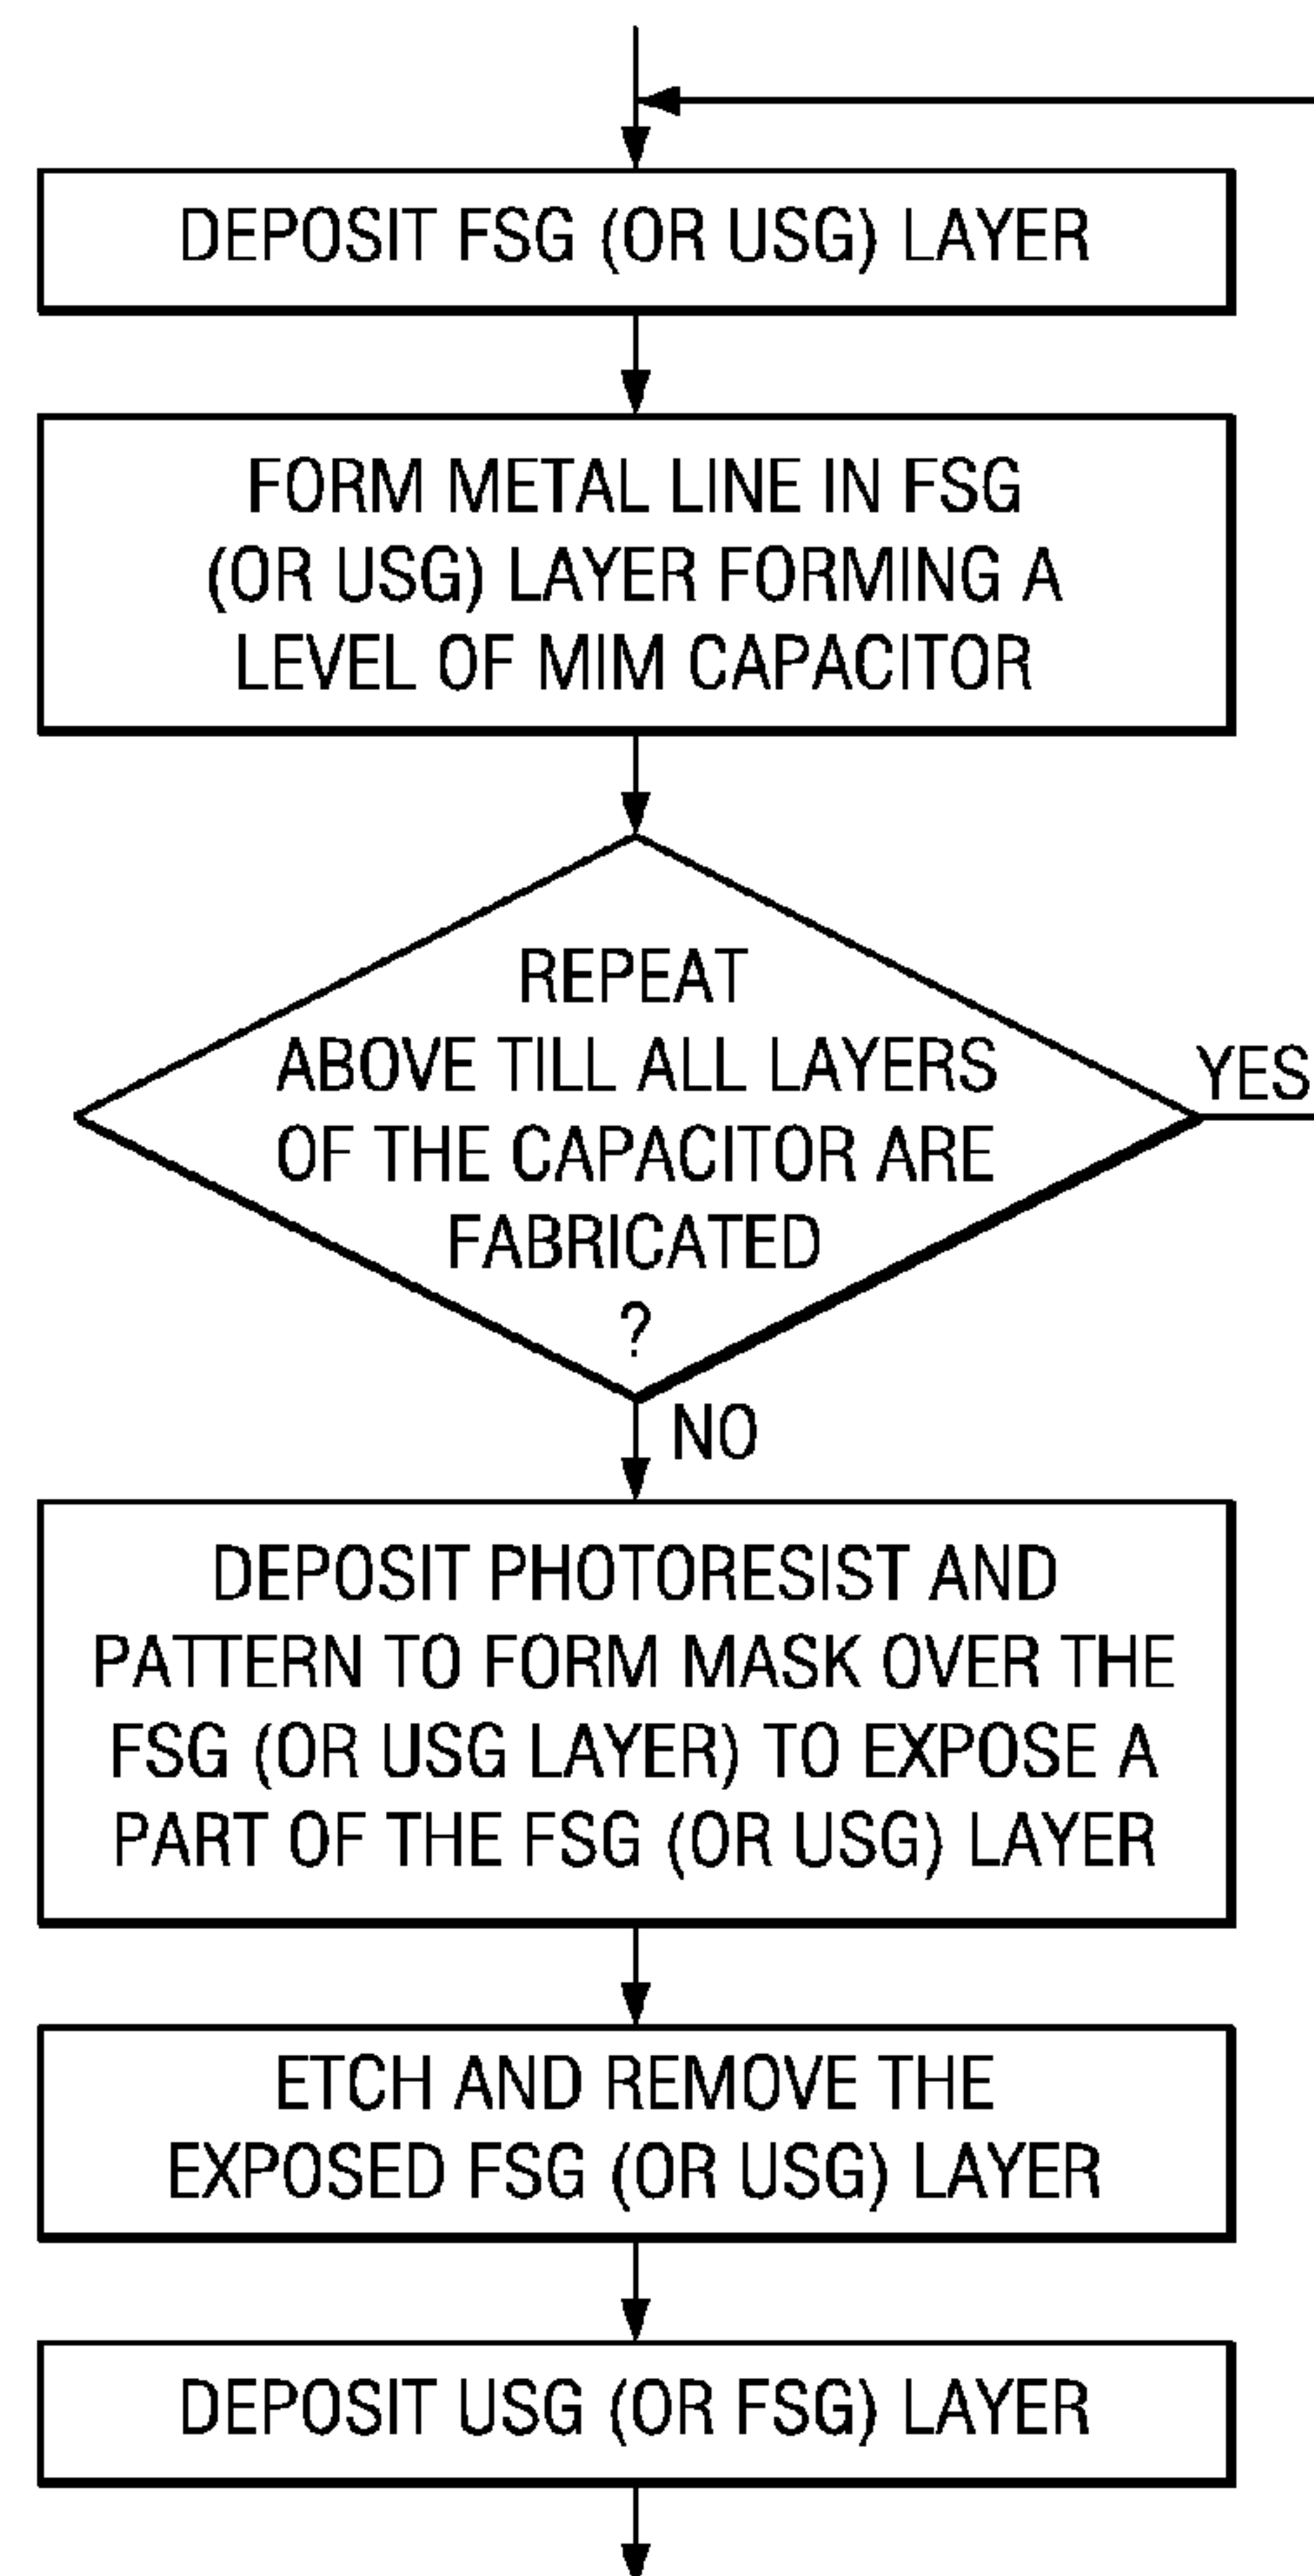 DEPOSIT FSG (OR USG) LAYER
FORM METAL LINE IN FSG
(OR USG) LAYER FORMING A
LEVEL OF MIM CAPACITOR
REPEAT
ABOVE TILL ALL LAYERS
OF THE CAPACITOR ARE
FABRICATED
?
YES
NO
DEPOSIT PHOTORESIST AND
PATTERN TO FORM MASK OVER THE
FSG (OR USG LAYER) TO EXPOSE A
PART OF THE FSG (OR USG) LAYER
ETCH AND REMOVE THE
EXPOSED FSG (OR USG) LAYER
DEPOSIT USG (OR FSG) LAYER